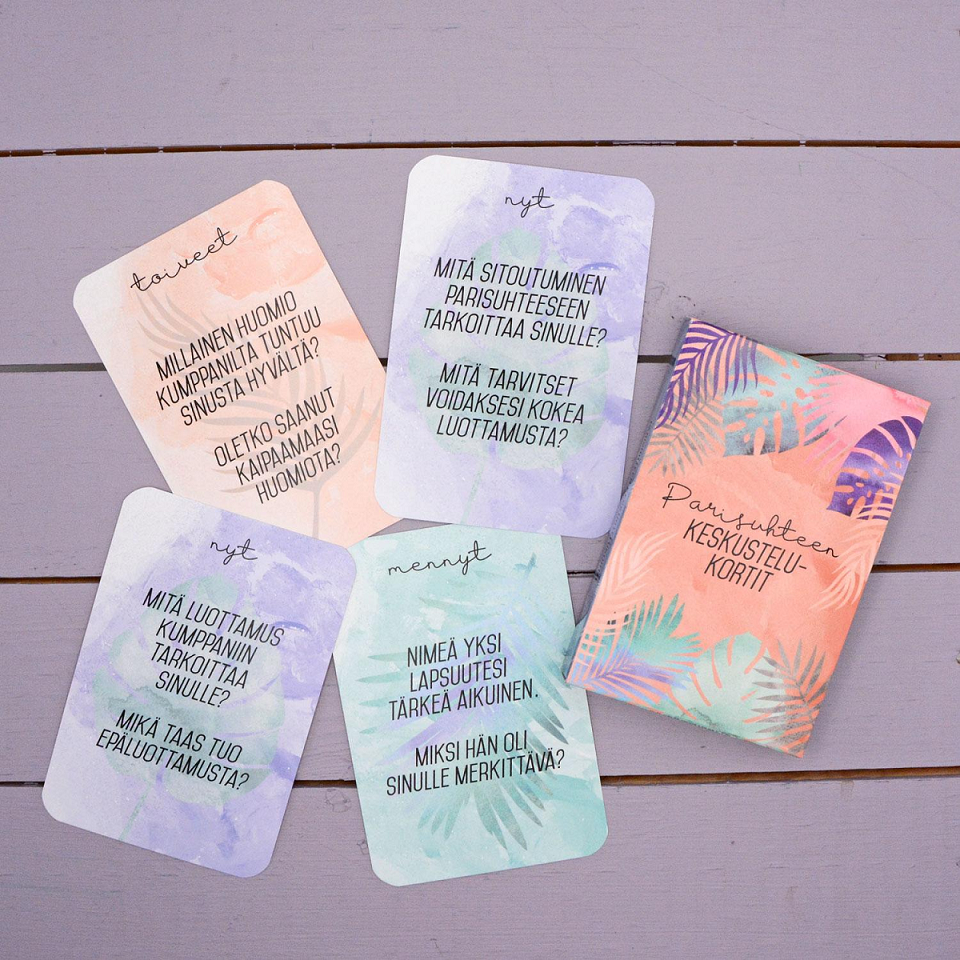 toiveet
MILLAINEN HUOMIO
KUMPPANILTA TUNTUU
SINUSTA HYVÄLTÄ?
OLETKO SAANUT
KAIPAAMAASI
HUOMIOTA?
nyt
MITÄ SITOUTUMINEN
PARISUHTEESEEN
TARKOITTAA SINULLE?
MITÄ TARVITSET
VOIDAKSESI KOKEA
LUOTTAMUSTA?
Parisuhteen
KESKUSTELU-
KORTIT
nyt
MITÄ LUOTTAMUS
KUMPPANIIN
TARKOITTAA
SINULLE?
MIKÄ TAAS TUO
EPÄLUOTTAMUSTA?
mennyt
NIMEÄ YKSI
LAPSUUTESI
TÄRKEÄ AIKUINEN.
MIKSI HÄN OLI
SINULLE MERKITTÄVÄ?